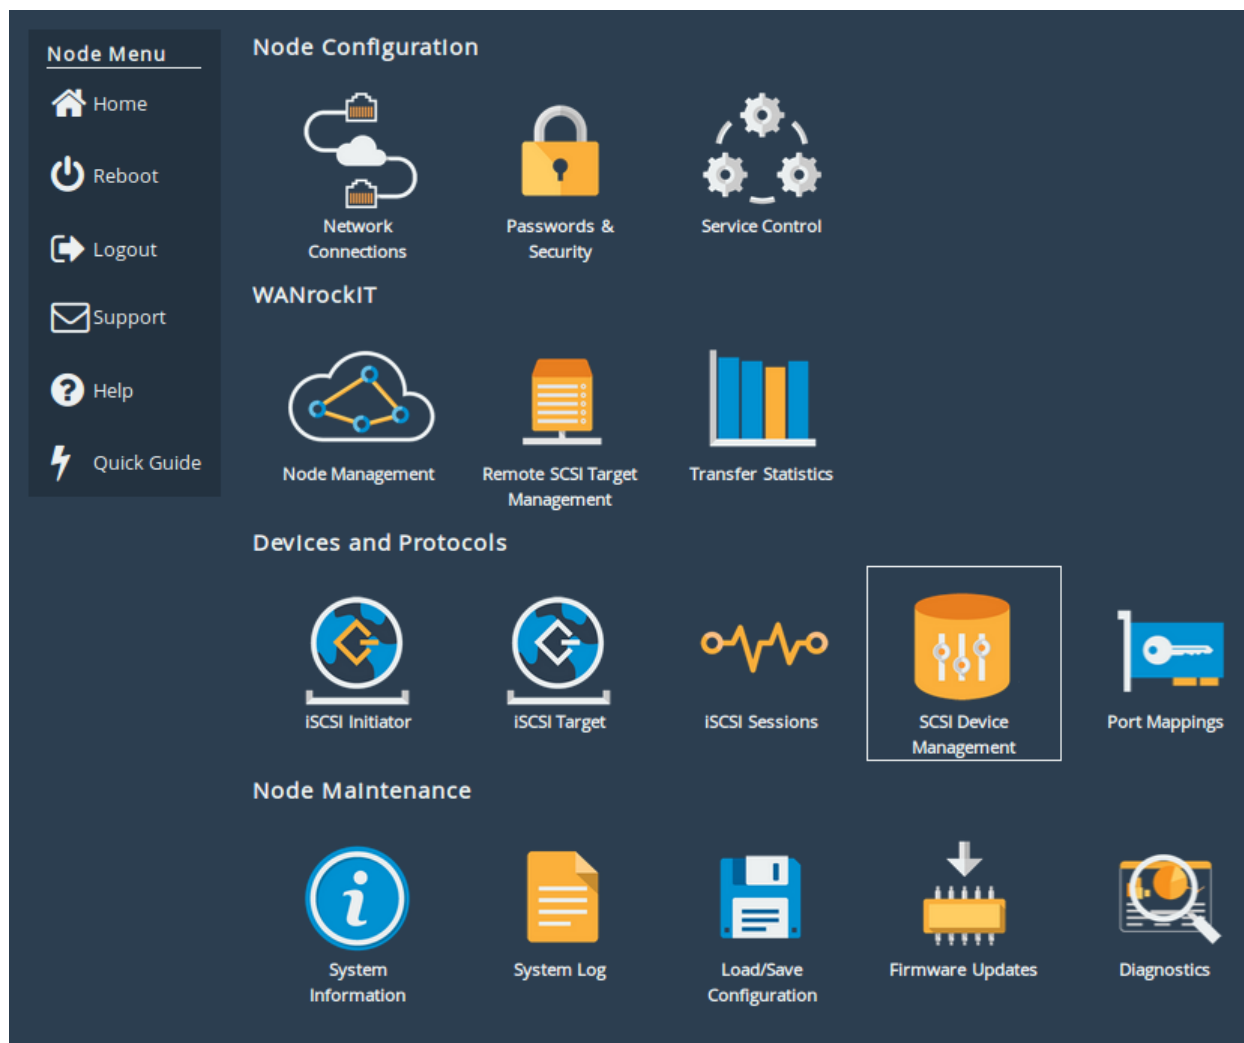 Node Menu
Home
Reboot
Logout
Support
Help
Quick Guide
Node Configuration
Network
Connections
Passwords &
Security
Service Control
WANrockIT
Node Management
Remote SCSI Target
Management
Transfer Statistics
Devices and Protocols
iSCSI Initiator
iSCSI Target
iSCSI Sessions
SCSI Device
Management
Port Mappings
Node Maintenance
System
Information
System Log
Load/Save
Configuration
Firmware Updates
Diagnostics